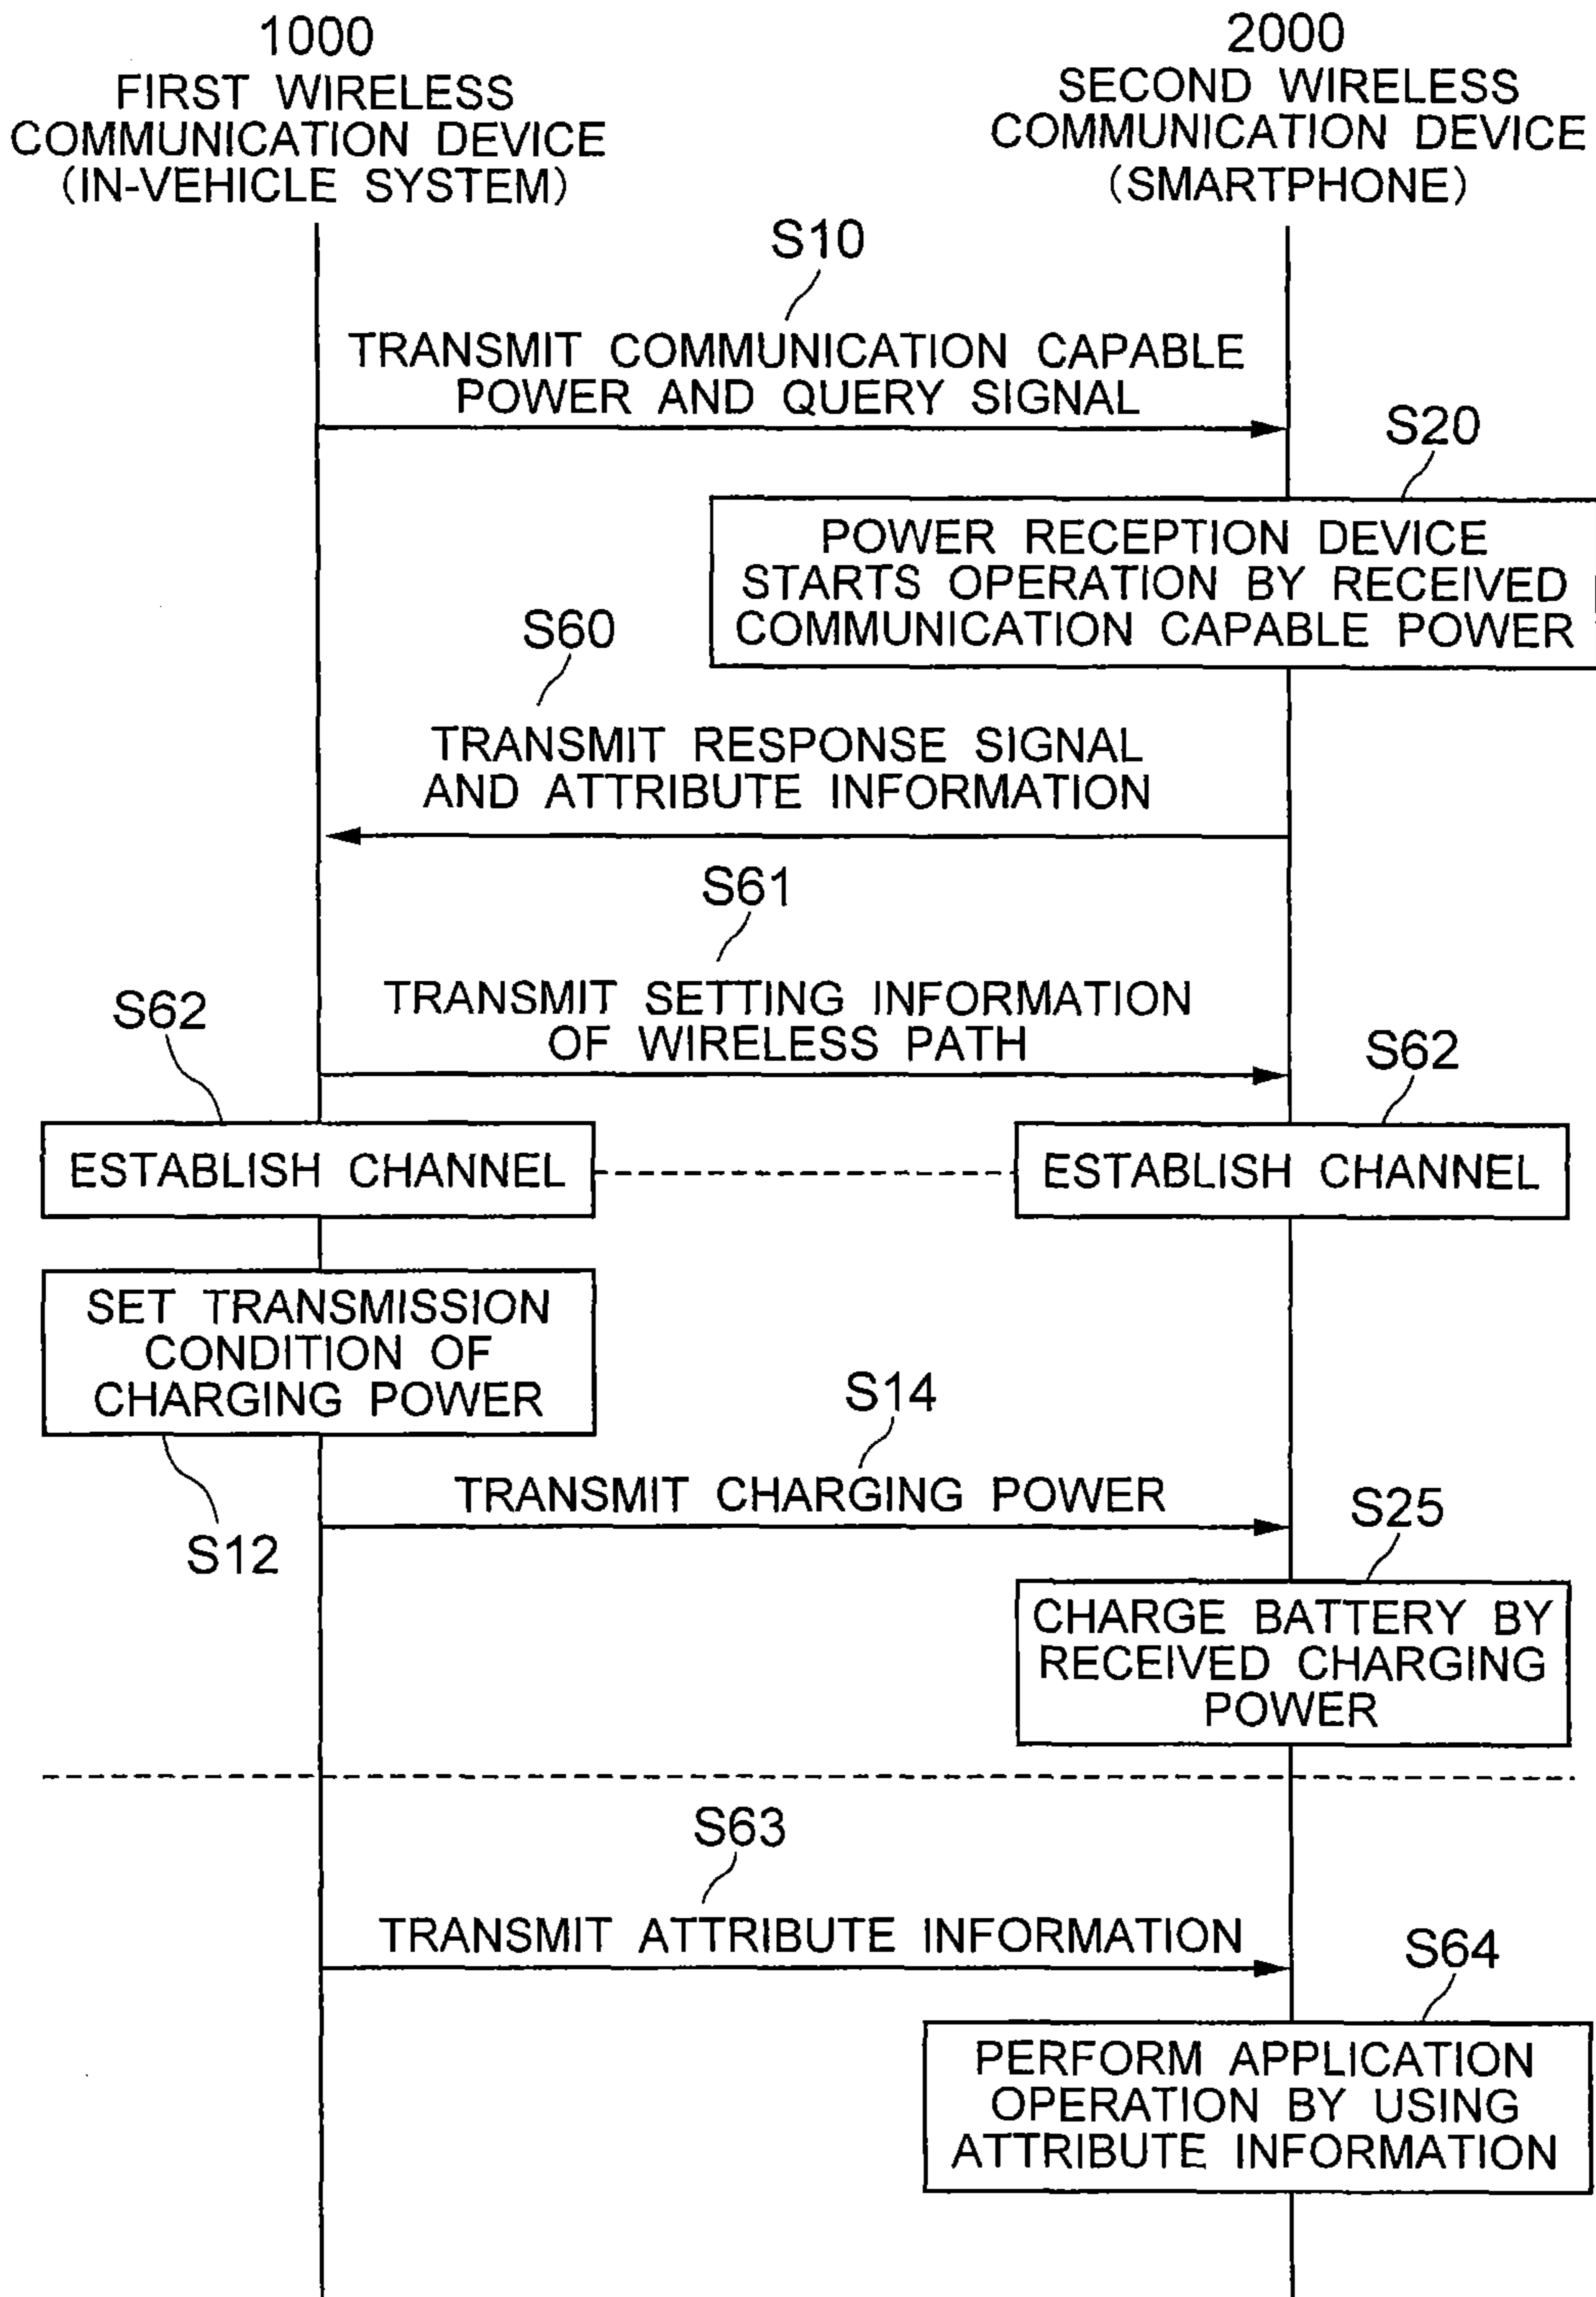 1000
FIRST WIRELESS
COMMUNICATION DEVICE
(IN-VEHICLE SYSTEM)
2000
SECOND WIRELESS
COMMUNICATION DEVICE
(SMARTPHONE)
S10
TRANSMIT COMMUNICATION CAPABLE
POWER AND QUERY SIGNAL
S20
POWER RECEPTION DEVICE
STARTS OPERATION BY RECEIVED
COMMUNICATION CAPABLE POWER
S60
TRANSMIT RESPONSE SIGNAL
AND ATTRIBUTE INFORMATION
S61
TRANSMIT SETTING INFORMATION
OF WIRELESS PATH
S62
ESTABLISH CHANNEL
S62
ESTABLISH CHANNEL
SET TRANSMISSION
CONDITION OF
CHARGING POWER
S12
S14
TRANSMIT CHARGING POWER
S25
CHARGE BATTERY BY
RECEIVED CHARGING
POWER
S63
TRANSMIT ATTRIBUTE INFORMATION
S64
PERFORM APPLICATION
OPERATION BY USING
ATTRIBUTE INFORMATION